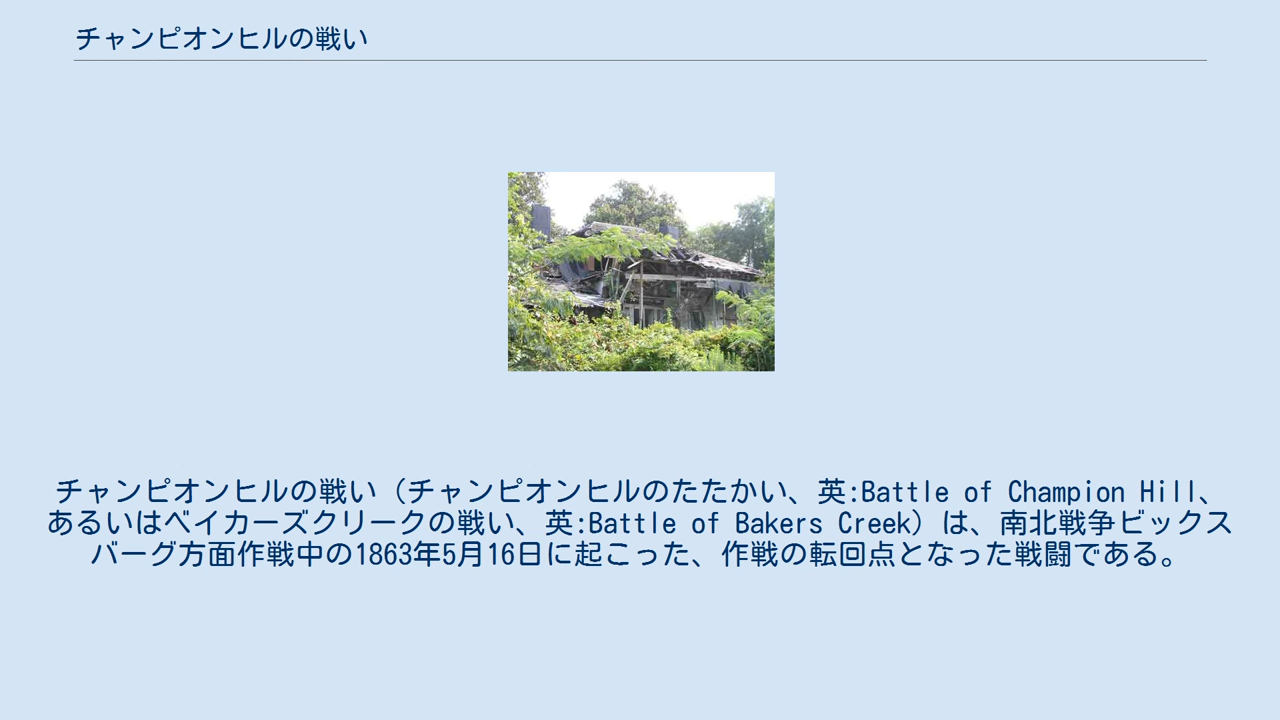 チャンピオンヒルの戦い
チャンピオンヒルの戦い（チャンピオンヒルのたたかい、英:Battle of Champion Hill、
あるいはベイカーズクリークの戦い、英:Battle of Bakers Creek）は、南北戦争ビックス
バーグ方面作戦中の1863年5月16日に起こった、作戦の転回点となった戦闘である。